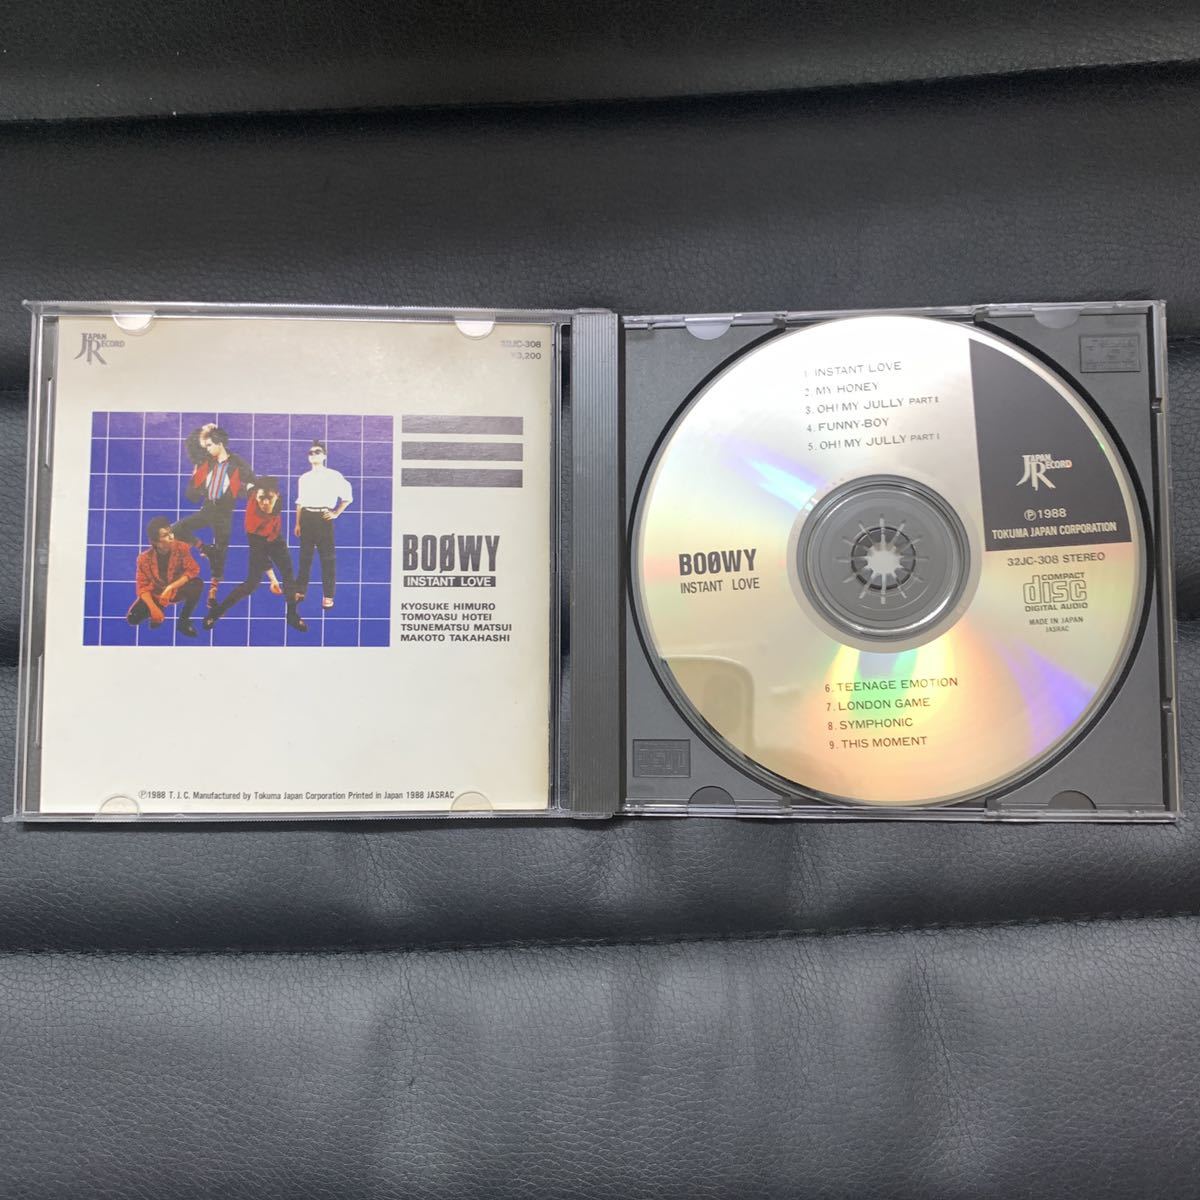 JAPAN RECORD
32JC-308
¥3,200
BOØWY
INSTANT LOVE
KYOSUKE HIMURO
TOMOYASU HOTEI
TSUNEMATSU MATSUI
MAKOTO TAKAHASHI
Ⓟ1988 T. J. C. Manufactured by Tokuma Japan Corporation Printed in Japan 1988 JASRAC
1. INSTANT LOVE
2. MY HONEY
3. OH! MY JULLY PART II
4. FUNNY-BOY
5. OH! MY JULLY PART I
JAPAN RECORD
Ⓟ1988
TOKUMA JAPAN CORPORATION
32JC-308 STEREO
COMPACT
disc
DIGITAL AUDIO
MADE IN JAPAN
JASRAC
BOØWY
INSTANT LOVE
6. TEENAGE EMOTION
7. LONDON GAME
8. SYMPHONIC
9. THIS MOMENT